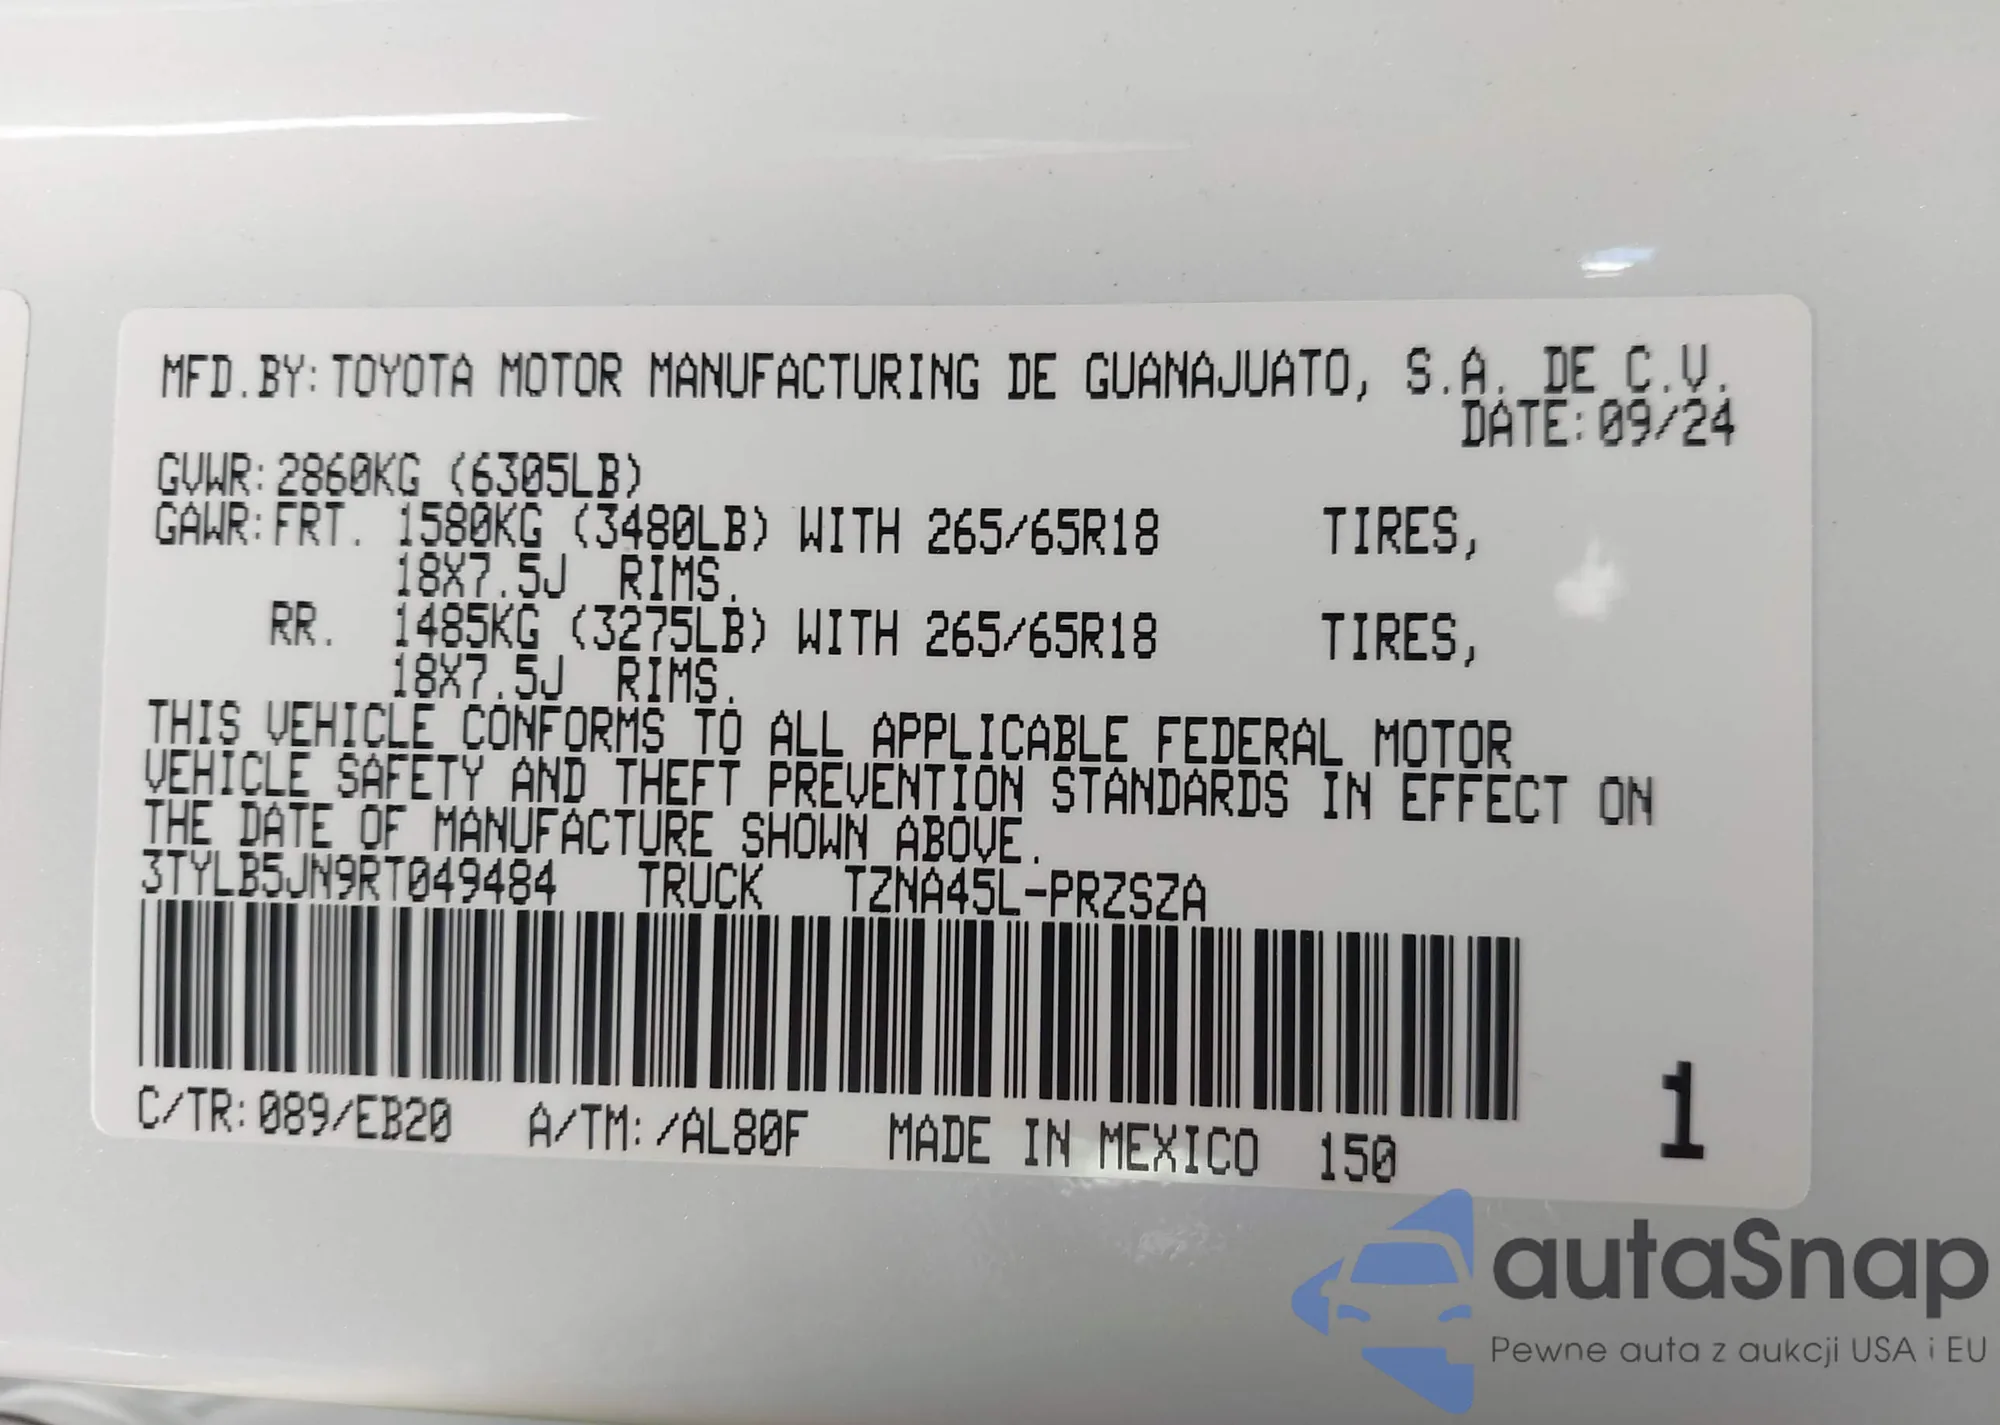 MFD.BY:TOYOTA MOTOR MANUFACTURING DE GUANAJUATO, S.A. DE C.V.
DATE:09/24
GVWR:2860KG (6305LB)
GAWR:FRT. 1580KG (3480LB) WITH 265/65R18 TIRES,
18X7.5J RIMS.
RR. 1485KG (3275LB) WITH 265/65R18 TIRES,
18X7.5J RIMS.
THIS VEHICLE CONFORMS TO ALL APPLICABLE FEDERAL MOTOR
VEHICLE SAFETY AND THEFT PREVENTION STANDARDS IN EFFECT ON
THE DATE OF MANUFACTURE SHOWN ABOVE.
3TYLB5JN9RT049484 TRUCK TZNA45L-PRZSZA
C/TR:089/EB20 A/TM:/AL80F MADE IN MEXICO 150
1
autaSnap
Pewne auta z aukcji USA i EU